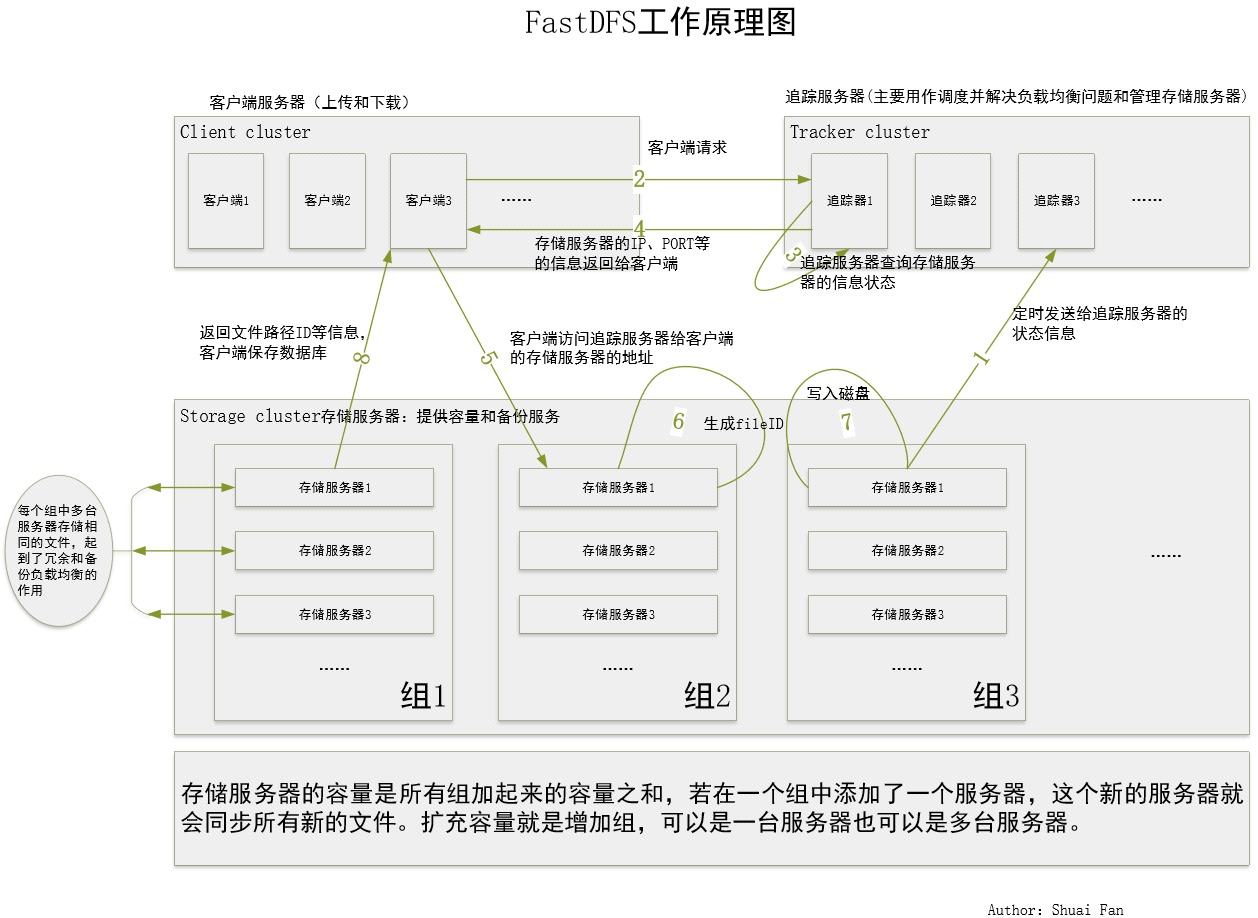 FastDFS工作原理图
客户端服务器（上传和下载）
追踪服务器(主要用作调度并解决负载均衡问题和管理存储服务器)
Client cluster
Tracker cluster
客户端请求
2
客户端1
客户端2
客户端3
......
追踪器1
追踪器2
追踪器3
......
4
存储服务器的IP、PORT等
的信息返回给客户端
3
追踪服务器查询存储服务
器的信息状态
返回文件路径ID等信息，
客户端保存数据库
8
5
客户端访问追踪服务器给客户端
的存储服务器的地址
定时发送给追踪服务器的
状态信息
1
写入磁盘
7
6
生成fileID
Storage cluster存储服务器：提供容量和备份服务
存储服务器1
存储服务器2
存储服务器3
......
组1
存储服务器1
存储服务器2
存储服务器3
......
组2
存储服务器1
存储服务器2
存储服务器3
......
组3
......
每个组中多台
服务器存储相
同的文件，起
到了冗余和备
份负载均衡的
作用
存储服务器的容量是所有组加起来的容量之和，若在一个组中添加了一个服务器，这个新的服务器就
会同步所有新的文件。扩充容量就是增加组，可以是一台服务器也可以是多台服务器。
Author：Shuai Fan